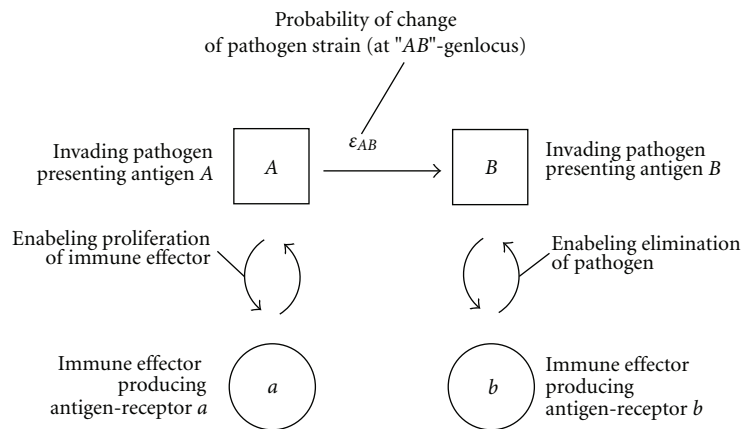 Probability of change
of pathogen strain (at "AB"-genlocus)
εAB
Invading pathogen
presenting antigen A
A
B
Invading pathogen
presenting antigen B
Enabeling proliferation
of immune effector
Enabeling elimination
of pathogen
Immune effector
producing
antigen-receptor a
a
b
Immune effector
producing
antigen-receptor b